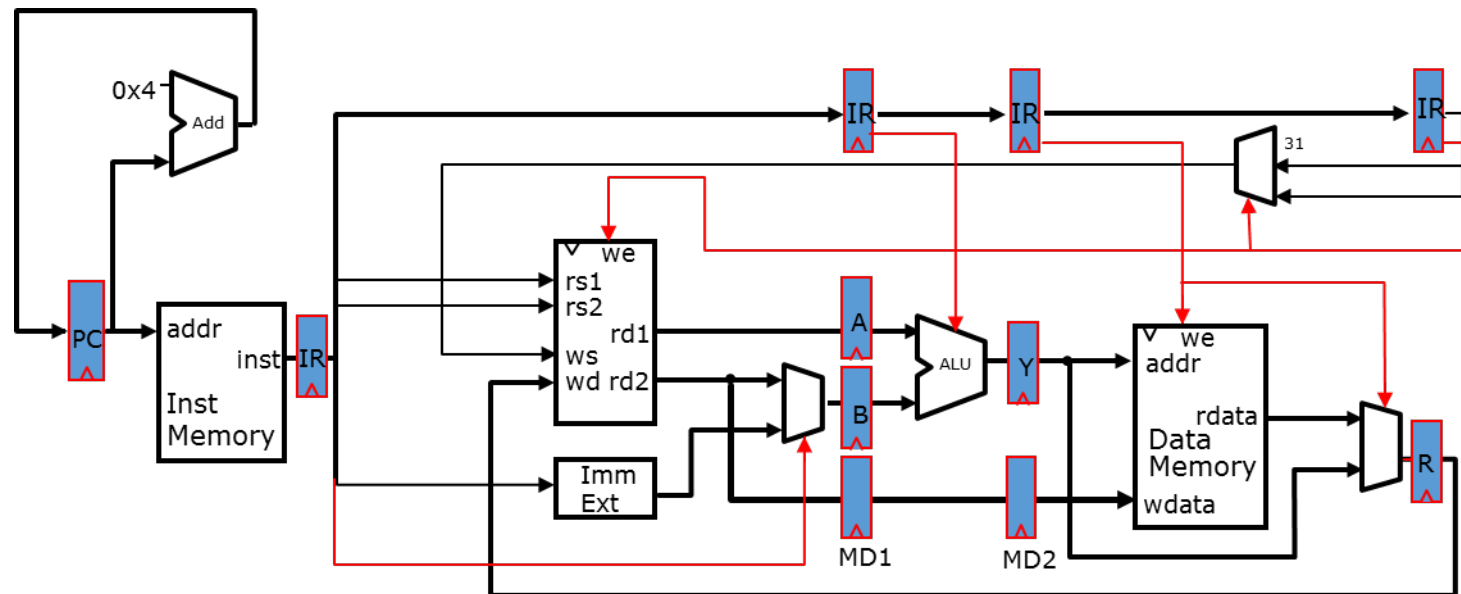 0x4
Add
IR
IR
IR
31
we
rs1
rs2
rd1
ws
wd rd2
PC
addr
inst
IR
Inst
Memory
A
B
ALU
Y
we
addr
rdata
Data
Memory
wdata
R
Imm
Ext
MD1
MD2